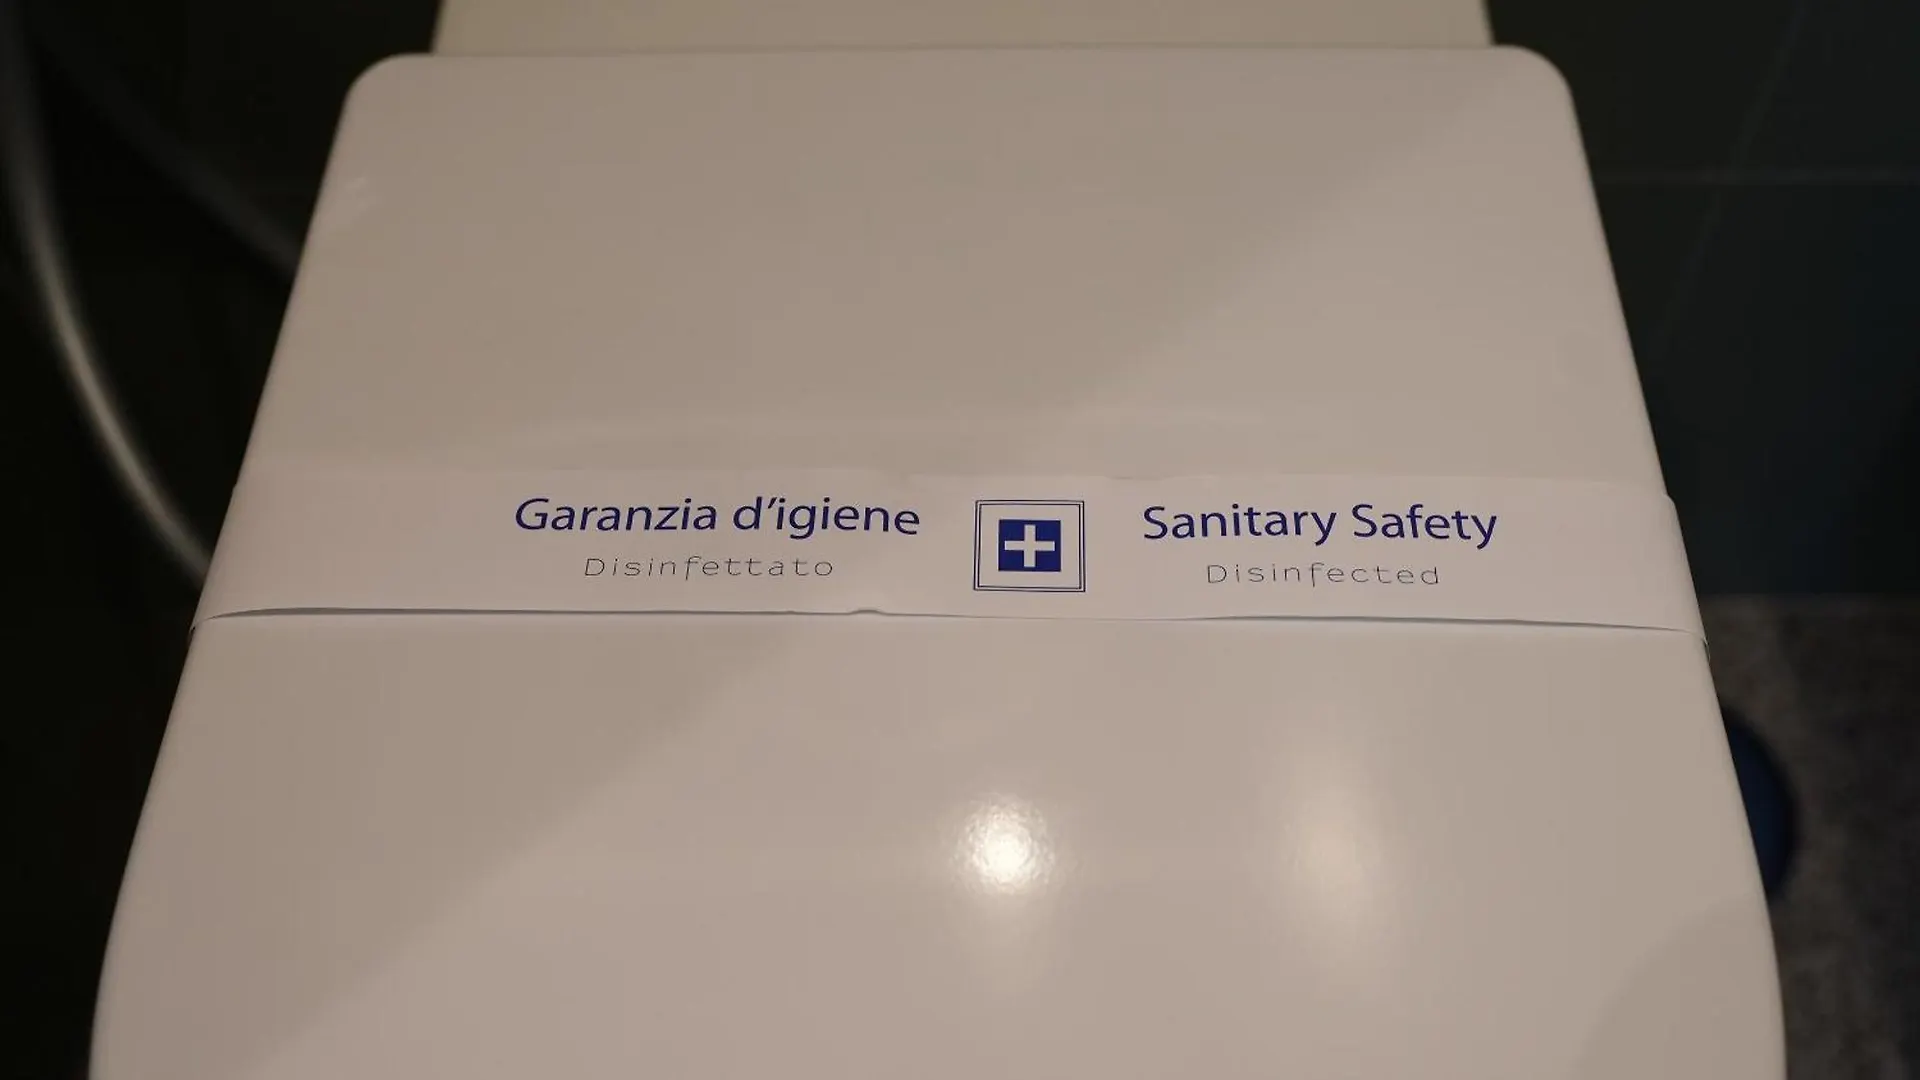 Garanzia d'igiene
Disinfettato
Sanitary Safety
Disinfected